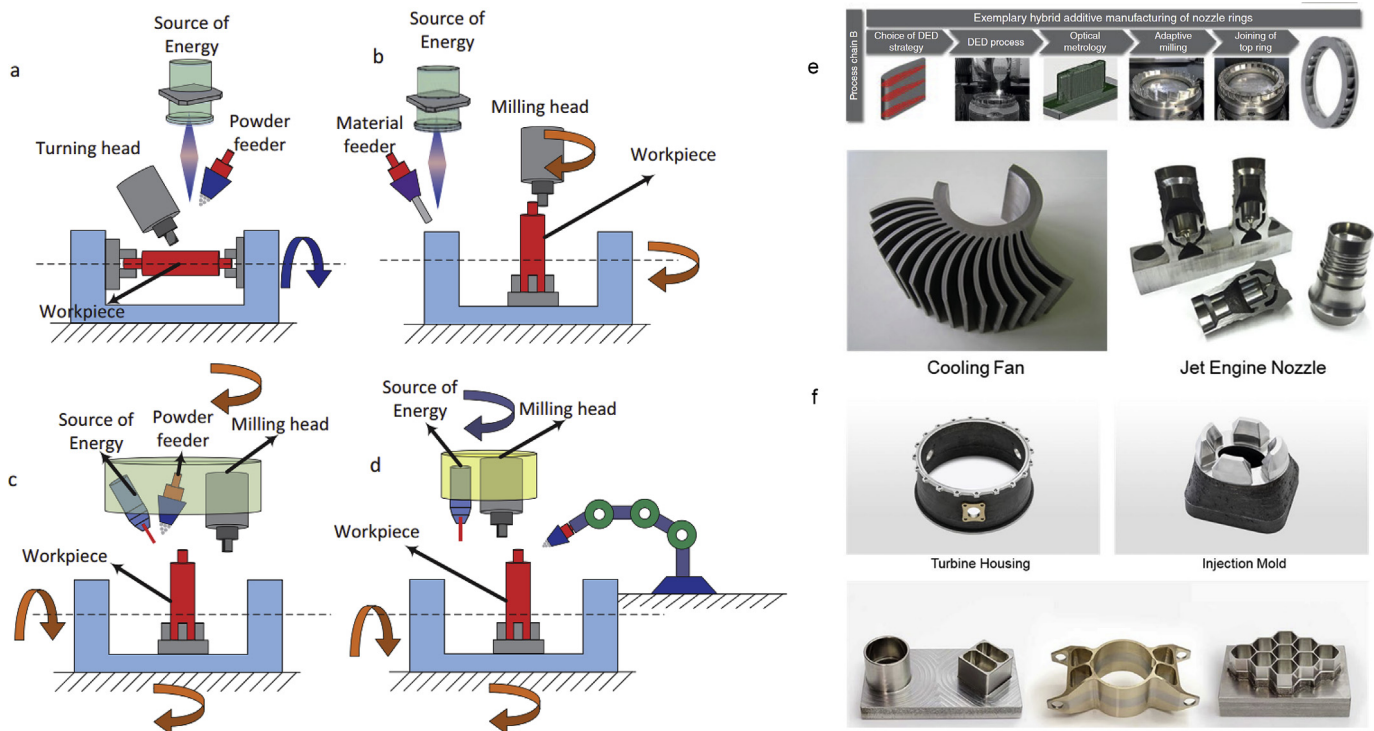 a
Source of
Energy
Turning head
Powder
feeder
Workpiece
b
Source of
Energy
Milling head
Material
feeder
Workpiece
c
Source of
Energy
Powder
feeder
Milling head
Workpiece
d
Source of
Energy
Milling head
Workpiece
e
Process chain B
Exemplary hybrid additive manufacturing of nozzle rings
Choice of DED
strategy
DED process
Optical
metrology
Adaptive
milling
Joining of
top ring
Cooling Fan
Jet Engine Nozzle
f
Turbine Housing
Injection Mold